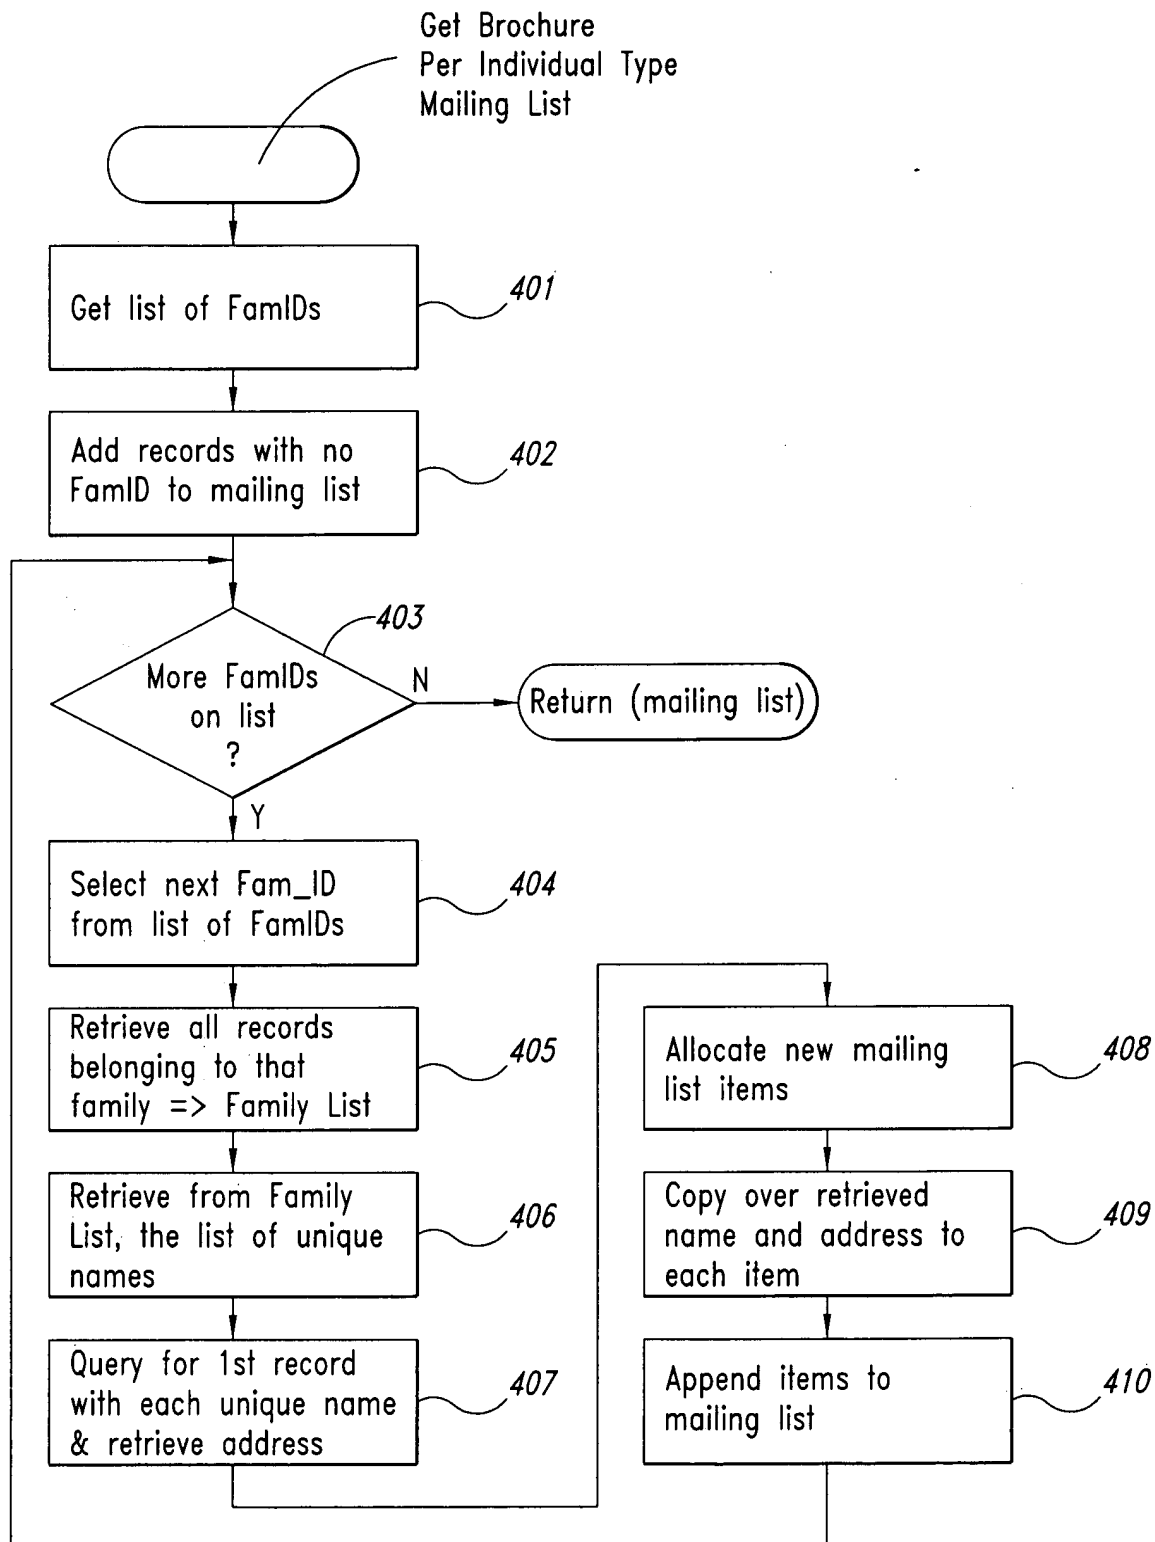 Get Brochure
Per Individual Type
Mailing List
Get list of FamIDs
401
Add records with no
FamID to mailing list
402
403
More FamIDs
on list
?
N
Return (mailing list)
Y
Select next Fam_ID
from list of FamIDs
404
Retrieve all records
belonging to that
family => Family List
405
Retrieve from Family
List, the list of unique
names
406
Query for 1st record
with each unique name
& retrieve address
407
Allocate new mailing
list items
408
Copy over retrieved
name and address to
each item
409
Append items to
mailing list
410